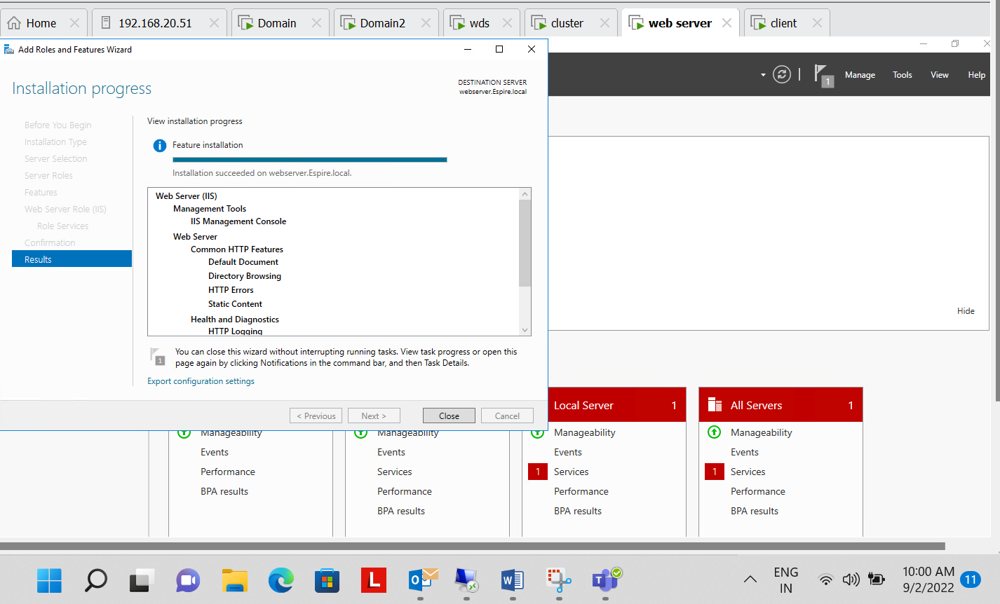 Home
192.168.20.51
Domain
Domain2
wds
cluster
web server
client
Add Roles and Features Wizard
Installation progress
DESTINATION SERVER
webserver.Espire.local
1
Manage
Tools
View
Help
Before You Begin
Installation Type
Server Selection
Server Roles
Features
Web Server Role (IIS)
Role Services
Confirmation
Results
View installation progress
Feature installation
Installation succeeded on webserver.Espire.local.
Web Server (IIS)
Management Tools
IIS Management Console
Web Server
Common HTTP Features
Default Document
Directory Browsing
HTTP Errors
Static Content
Health and Diagnostics
HTTP Logging
1
You can close this wizard without interrupting running tasks. View task progress or open this
page again by clicking Notifications in the command bar, and then Task Details.
Export configuration settings
< Previous
Next >
Close
Cancel
Hide
Manageability
Events
Performance
BPA results
Manageability
Events
Services
Performance
BPA results
Local Server 1
Manageability
Events
1 Services
Performance
BPA results
All Servers 1
Manageability
Events
1 Services
Performance
BPA results
L
O
W
T
ENG
IN
10:00 AM
9/2/2022
11